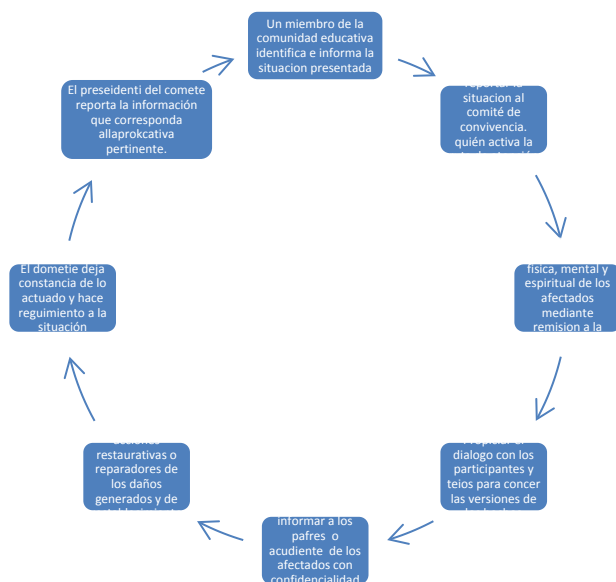 Un miembro de la
comunidad educativa
identifica e informa la
situacion presentada
situacion al
comité de
convivencia.
quién activa la
física, mental y
espiritual de los
afectados
mediante
remision a la
dialogo con los
participantes y
teios para concer
las versiones de
informar a los
pafres o
acudiente de los
afectados con
confidencialidad
restaurativas o
reparadores de
los daños
generados y de
El dometie deja
constancia de lo
actuado y hace
reguimiento a la
situación
El preseidenti del comete
reporta la información
que corresponda
allaprokcativa
pertinente.